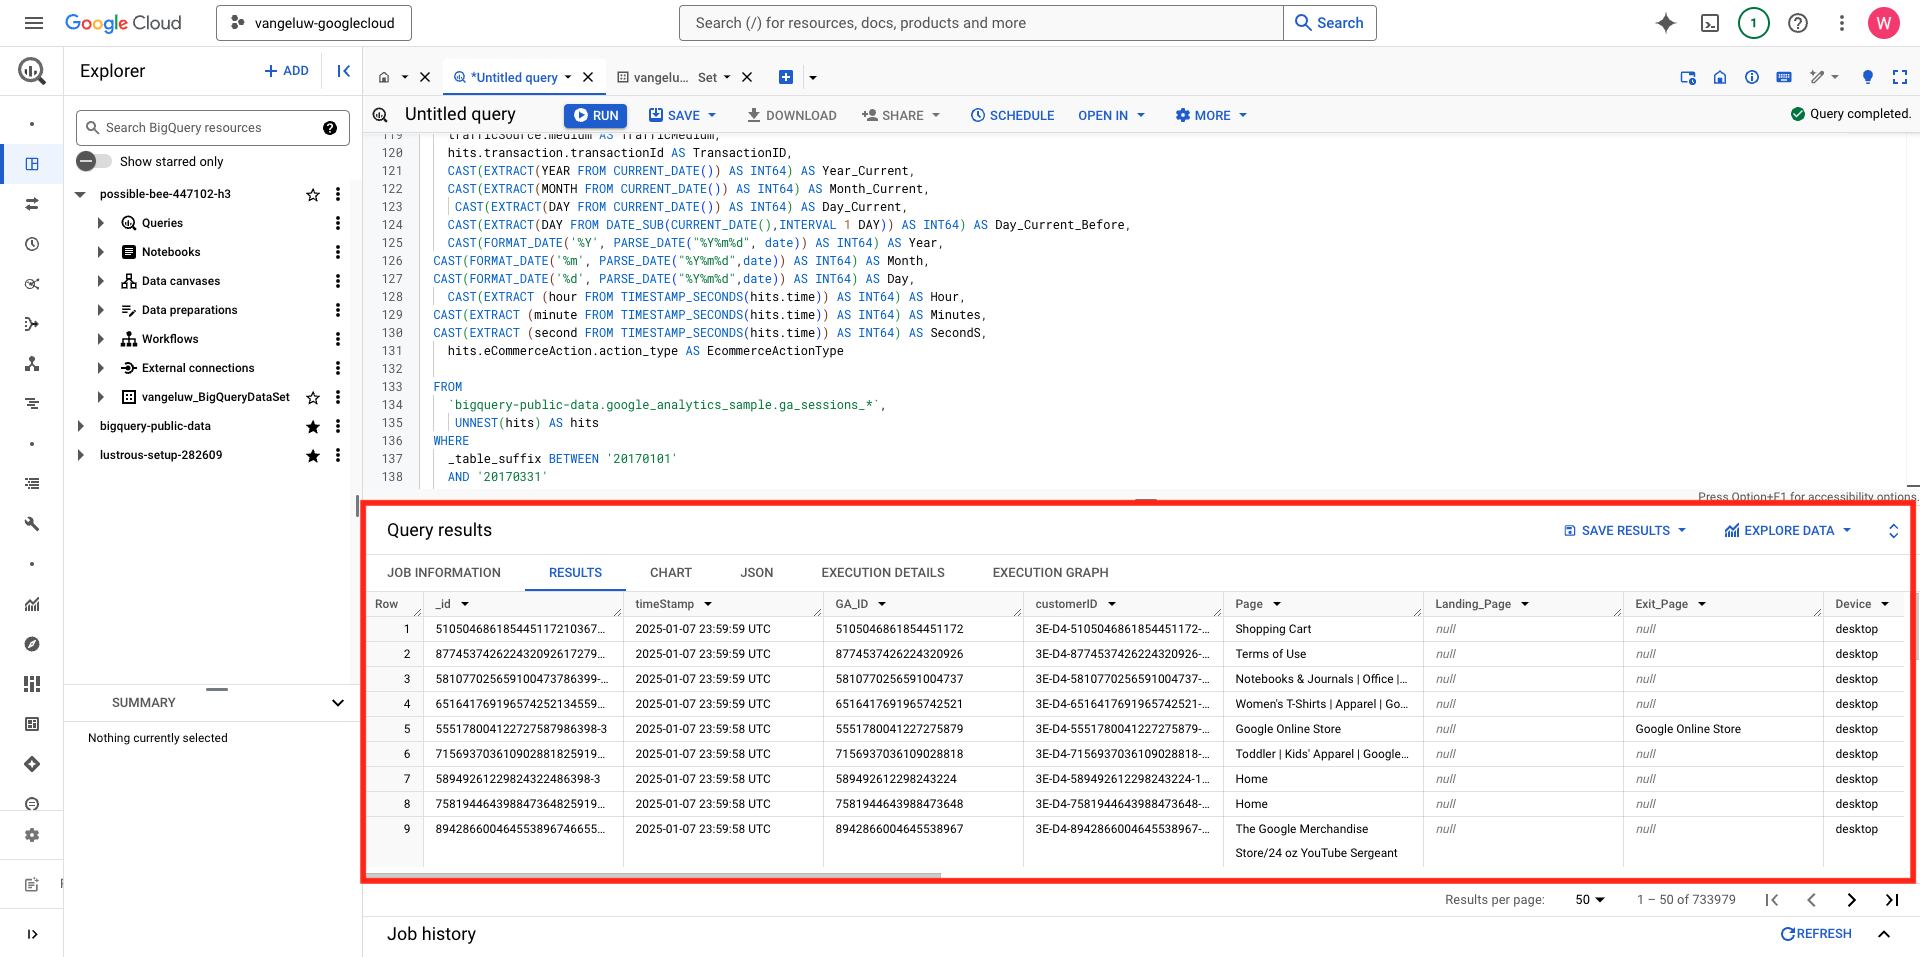 Google Cloud
vangeluw-googlecloud
Search (/) for resources, docs, products and more
Search
1
W
Explorer
ADD
Search BigQuery resources
Show starred only
possible-bee-447102-h3
Queries
Notebooks
Data canvases
Data preparations
Workflows
External connections
vangeluw_BigQueryDataSet
bigquery-public-data
lustrous-setup-282609
SUMMARY
Nothing currently selected
*Untitled query
vangelu... Set
Untitled query
RUN
SAVE
DOWNLOAD
SHARE
SCHEDULE
OPEN IN
MORE
Query completed.
119 trafficSource.medium AS TrafficMedium,
120 hits.transaction.transactionId AS TransactionID,
121 CAST(EXTRACT(YEAR FROM CURRENT_DATE()) AS INT64) AS Year_Current,
122 CAST(EXTRACT(MONTH FROM CURRENT_DATE()) AS INT64) AS Month_Current,
123 CAST(EXTRACT(DAY FROM CURRENT_DATE()) AS INT64) AS Day_Current,
124 CAST(EXTRACT(DAY FROM DATE_SUB(CURRENT_DATE(),INTERVAL 1 DAY)) AS INT64) AS Day_Current_Before,
125 CAST(FORMAT_DATE('%Y', PARSE_DATE("%Y%m%d", date)) AS INT64) AS Year,
126 CAST(FORMAT_DATE('%m', PARSE_DATE("%Y%m%d",date)) AS INT64) AS Month,
127 CAST(FORMAT_DATE('%d', PARSE_DATE("%Y%m%d",date)) AS INT64) AS Day,
128 CAST(EXTRACT (hour FROM TIMESTAMP_SECONDS(hits.time)) AS INT64) AS Hour,
129 CAST(EXTRACT (minute FROM TIMESTAMP_SECONDS(hits.time)) AS INT64) AS Minutes,
130 CAST(EXTRACT (second FROM TIMESTAMP_SECONDS(hits.time)) AS INT64) AS SecondS,
131 hits.eCommerceAction.action_type AS EcommerceActionType
132
133 FROM
134 `bigquery-public-data.google_analytics_sample.ga_sessions_*`,
135 UNNEST(hits) AS hits
136 WHERE
137 _table_suffix BETWEEN '20170101'
138 AND '20170331'
Press Option+F1 for accessibility options.
Query results
SAVE RESULTS
EXPLORE DATA
JOB INFORMATION RESULTS CHART JSON EXECUTION DETAILS EXECUTION GRAPH
Row _id timeStamp GA_ID customerID Page Landing_Page Exit_Page Device
1 510504686185445117210367... 2025-01-07 23:59:59 UTC 5105046861854451172 3E-D4-5105046861854451172-... Shopping Cart null null desktop
2 877453742622432092617279... 2025-01-07 23:59:59 UTC 8774537426224320926 3E-D4-8774537426224320926-... Terms of Use null null desktop
3 581077025659100473786399-... 2025-01-07 23:59:59 UTC 5810770256591004737 3E-D4-5810770256591004737-... Notebooks & Journals | Office |... null null desktop
4 651641769196574252134559... 2025-01-07 23:59:59 UTC 6516417691965742521 3E-D4-6516417691965742521-... Women's T-Shirts | Apparel | Go... null null desktop
5 55517800412272758​7986398-3 2025-01-07 23:59:58 UTC 5551780041227275879 3E-D4-5551780041227275879-... Google Online Store null Google Online Store desktop
6 715693703610902881825919... 2025-01-07 23:59:58 UTC 7156937036109028818 3E-D4-7156937036109028818-... Toddler | Kids' Apparel | Google... null null desktop
7 58949261229824322486398-3 2025-01-07 23:59:58 UTC 589492612298243224 3E-D4-589492612298243224-1... Home null null desktop
8 758194464398847364825919... 2025-01-07 23:59:58 UTC 7581944643988473648 3E-D4-7581944643988473648-... Home null null desktop
9 894286600464553896746655... 2025-01-07 23:59:58 UTC 8942866004645538967 3E-D4-8942866004645538967-... The Google Merchandise null null desktop
Store/24 oz YouTube Sergeant
Results per page: 50 1 – 50 of 733979
Job history
REFRESH